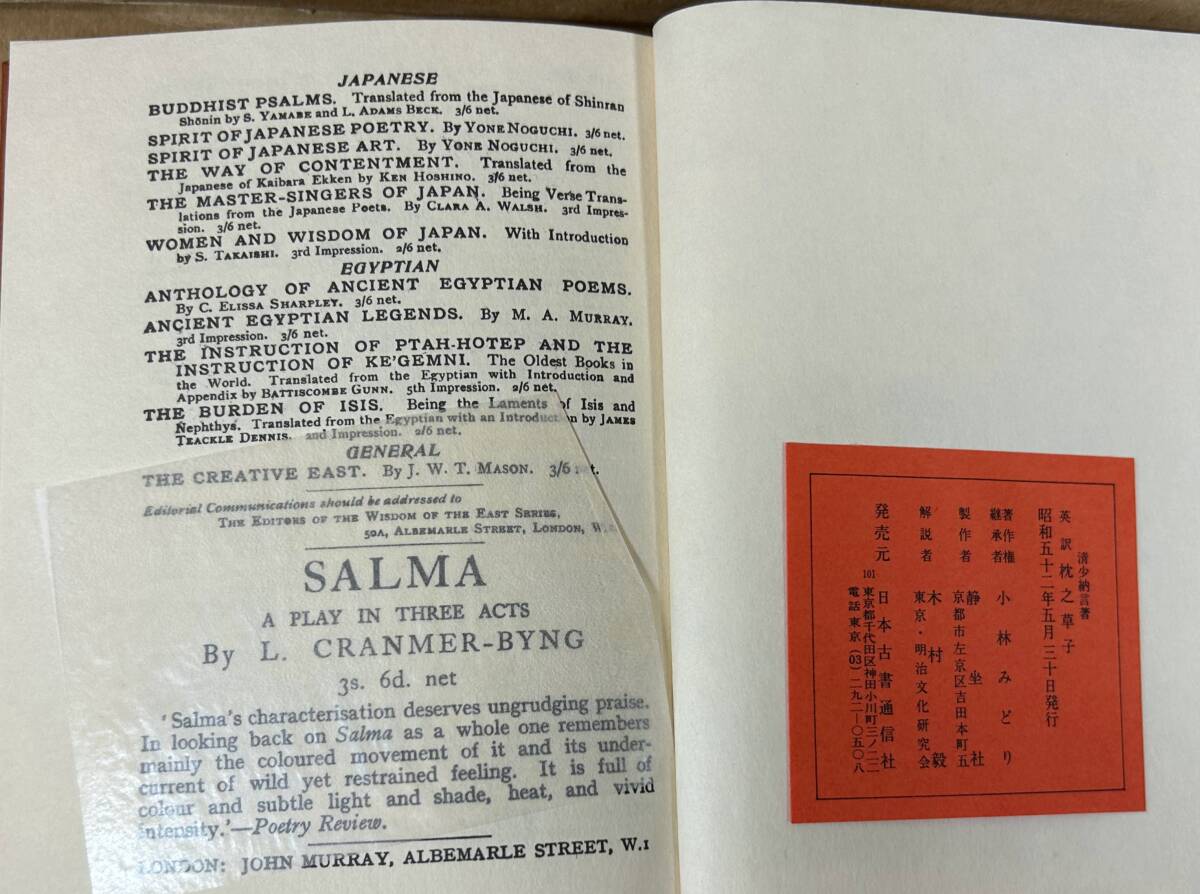 JAPANESE
BUDDHIST PSALMS. Translated from the Japanese of Shinran
Shōnin by S. YAMABE and L. ADAMS BECK. 3/6 net.
SPIRIT OF JAPANESE POETRY. By YONE NOGUCHI. 3/6 net.
SPIRIT OF JAPANESE ART. By YONE NOGUCHI. 3/6 net.
THE WAY OF CONTENTMENT. Translated from the
Japanese of Kaibara Ekken by KEN HOSHINO. 3/6 net.
THE MASTER-SINGERS OF JAPAN. Being Verse Trans-
lations from the Japanese Poets. By CLARA A. WALSH. 3rd Impres-
sion. 3/6 net.
WOMEN AND WISDOM OF JAPAN. With Introduction
by S. TAKAISHI. 3rd Impression. 2/6 net.
EGYPTIAN
ANTHOLOGY OF ANCIENT EGYPTIAN POEMS.
By C. ELISSA SHARPLEY. 3/6 net.
ANCIENT EGYPTIAN LEGENDS. By M. A. MURRAY.
3rd Impression. 3/6 net.
THE INSTRUCTION OF PTAH-HOTEP AND THE
INSTRUCTION OF KE'GEMNI. The Oldest Books in
the World. Translated from the Egyptian with Introduction and
Appendix by BATTISCOMBE GUNN. 5th Impression. 2/6 net.
THE BURDEN OF ISIS. Being the Laments of Isis and
Nephthys. Translated from the Egyptian with an Introduction by JAMES
TEACKLE DENNIS. 2nd Impression. 2/6 net.
GENERAL
THE CREATIVE EAST. By J. W. T. MASON. 3/6 net.
Editorial Communications should be addressed to
THE EDITORS OF THE WISDOM OF THE EAST SERIES,
50A, ALBEMARLE STREET, LONDON,
SALMA
A PLAY IN THREE ACTS
By L. CRANMER-BYNG
3s. 6d. net
'Salma's characterisation deserves ungrudging praise.
In looking back on Salma as a whole one remembers
mainly the coloured movement of it and its under-
current of wild yet restrained feeling. It is full of
colour and subtle light and shade, heat, and vivid
intensity.'—Poetry Review.
LONDON: JOHN MURRAY, ALBEMARLE STREET, W.1
清少納言著
英訳 枕之草子
昭和五十二年五月三十日発行
著作権継承者 小林みどり
製作者 静坐社
京都市左京区吉田本町五
解説者 木村毅
東京・明治文化研究会
発売元 日本古書通信社
101 東京都千代田区神田小川町三ノ二二
電話 東京(03)二九二-〇五〇八